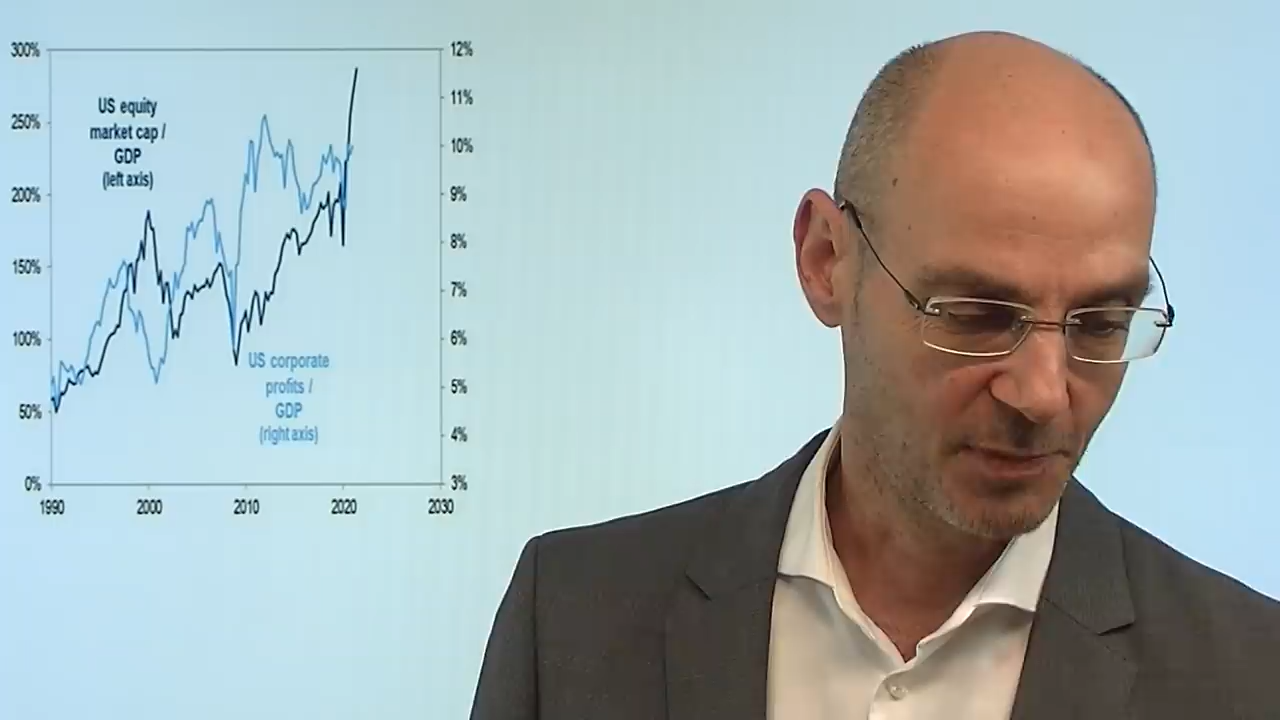 300%
250%
200%
150%
100%
50%
0%
12%
11%
10%
9%
8%
7%
6%
5%
4%
3%
US equity
market cap /
GDP
(left axis)
US corporate
profits /
GDP
(right axis)
1990
2000
2010
2020
2030